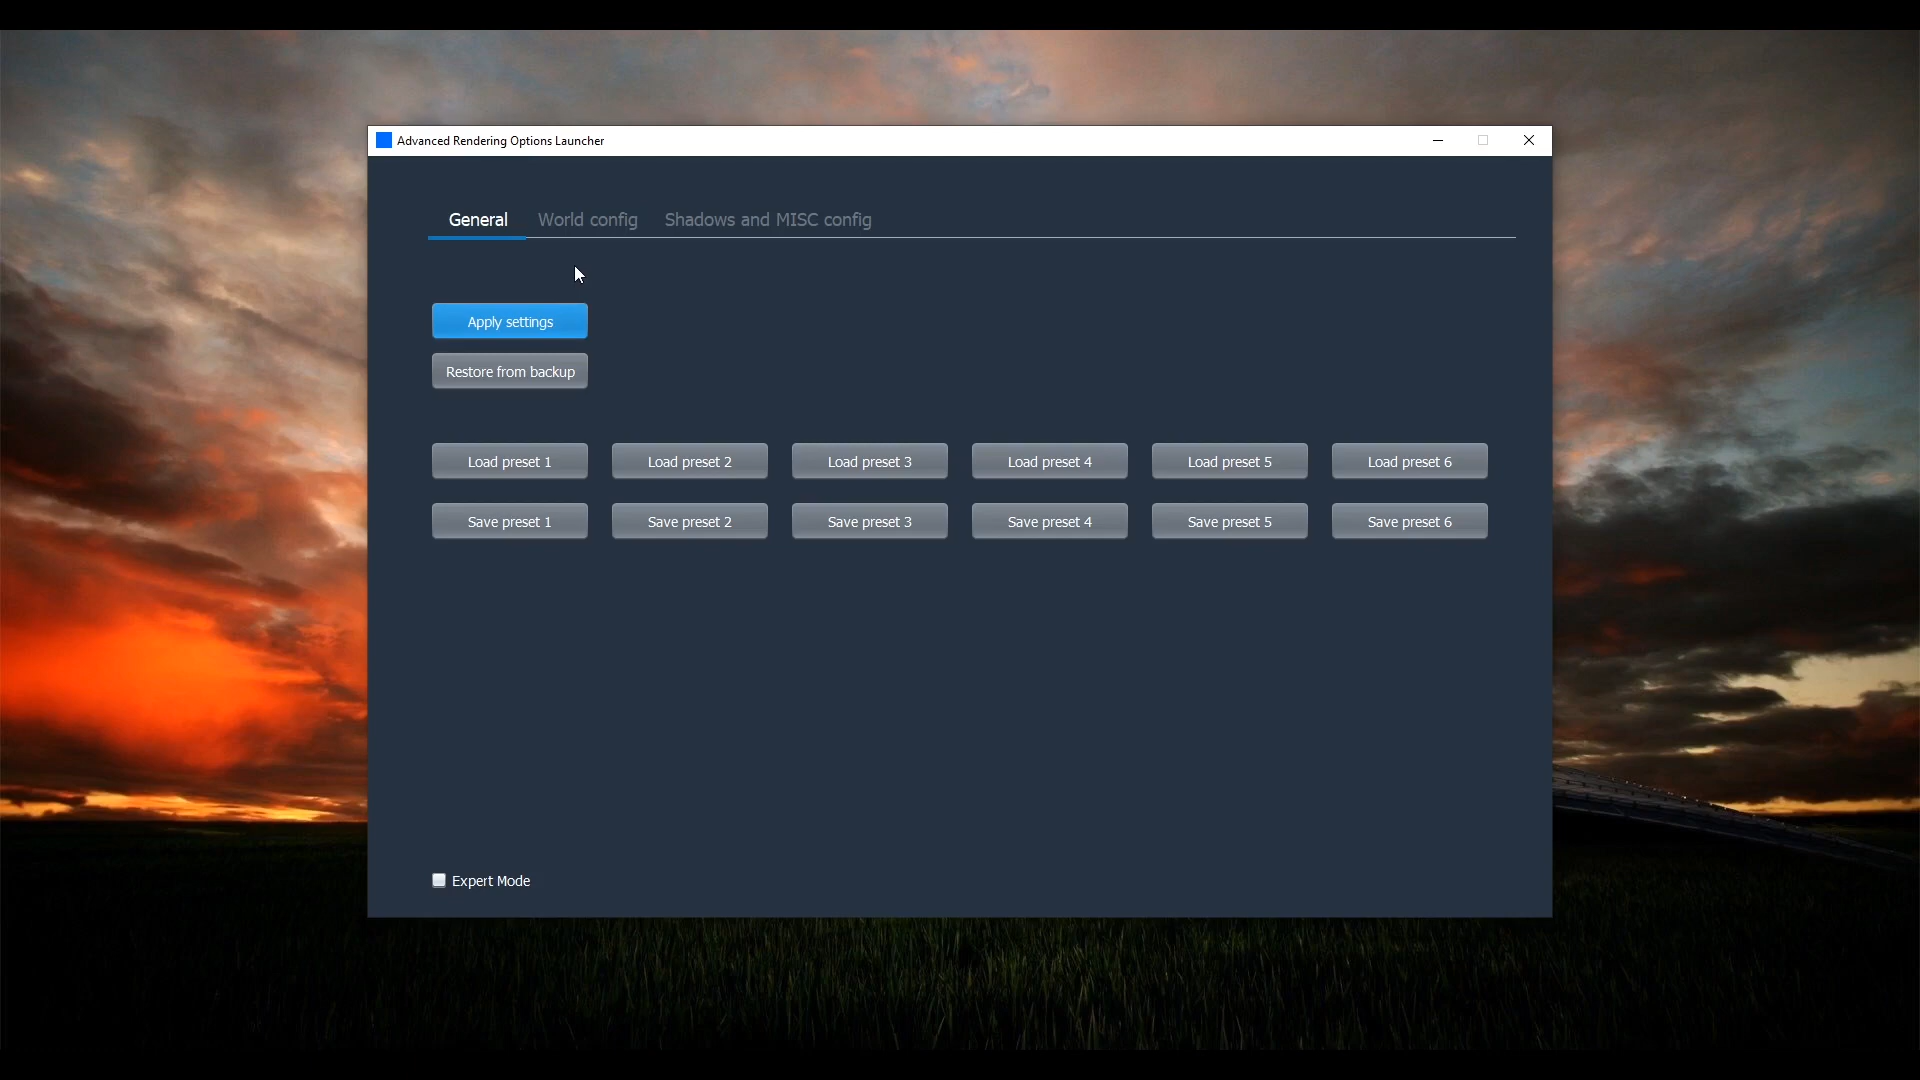 Advanced Rendering Options Launcher
General World config Shadows and MISC config
Apply settings
Restore from backup
Load preset 1 Load preset 2 Load preset 3 Load preset 4 Load preset 5 Load preset 6
Save preset 1 Save preset 2 Save preset 3 Save preset 4 Save preset 5 Save preset 6
Expert Mode